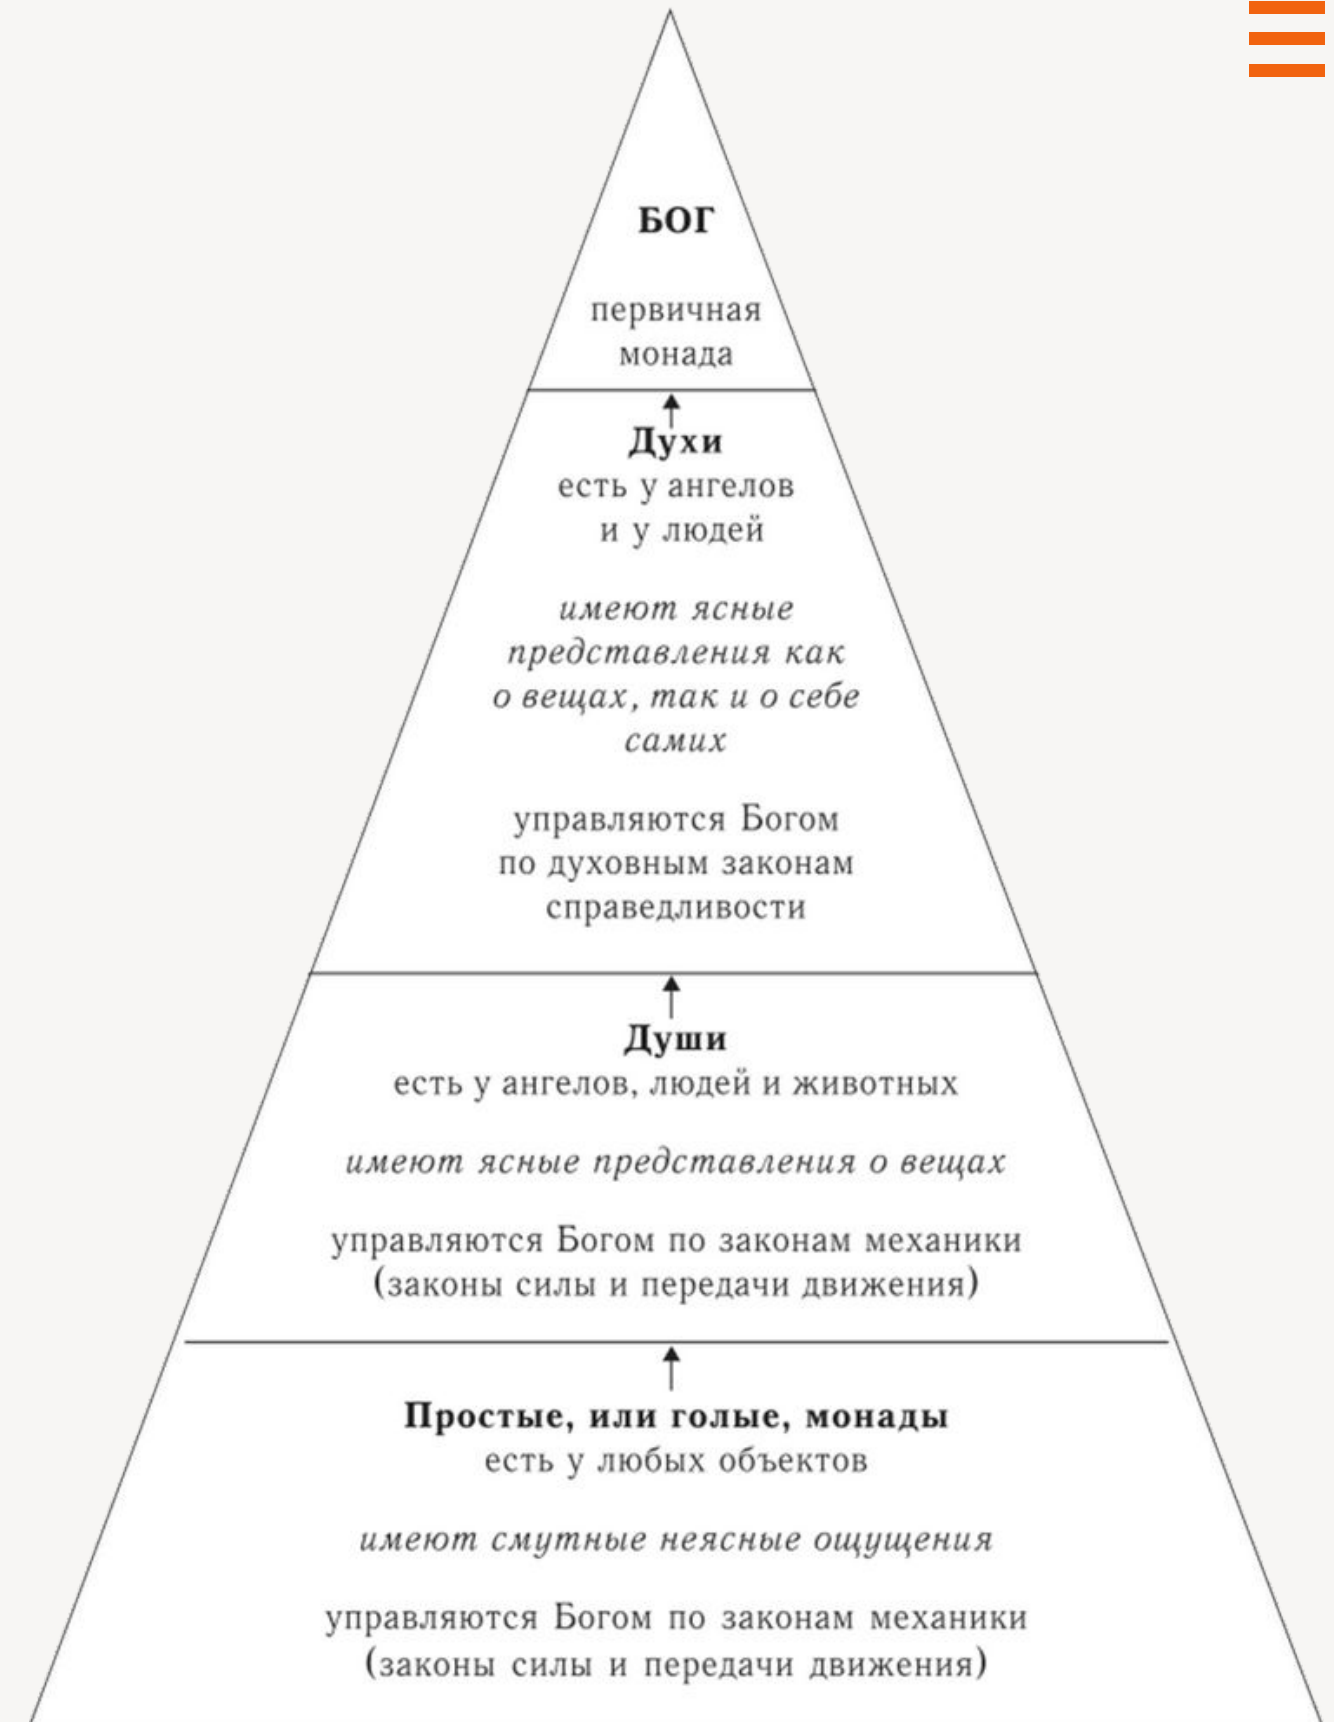 БОГ
первичная
монада
Духи
есть у ангелов
и у людей
имеют ясные
представления как
о вещах, так и о себе
самих
управляются Богом
по духовным законам
справедливости
Души
есть у ангелов, людей и животных
имеют ясные представления о вещах
управляются Богом по законам механики
(законы силы и передачи движения)
Простые, или голые, монады
есть у любых объектов
имеют смутные неясные ощущения
управляются Богом по законам механики
(законы силы и передачи движения)